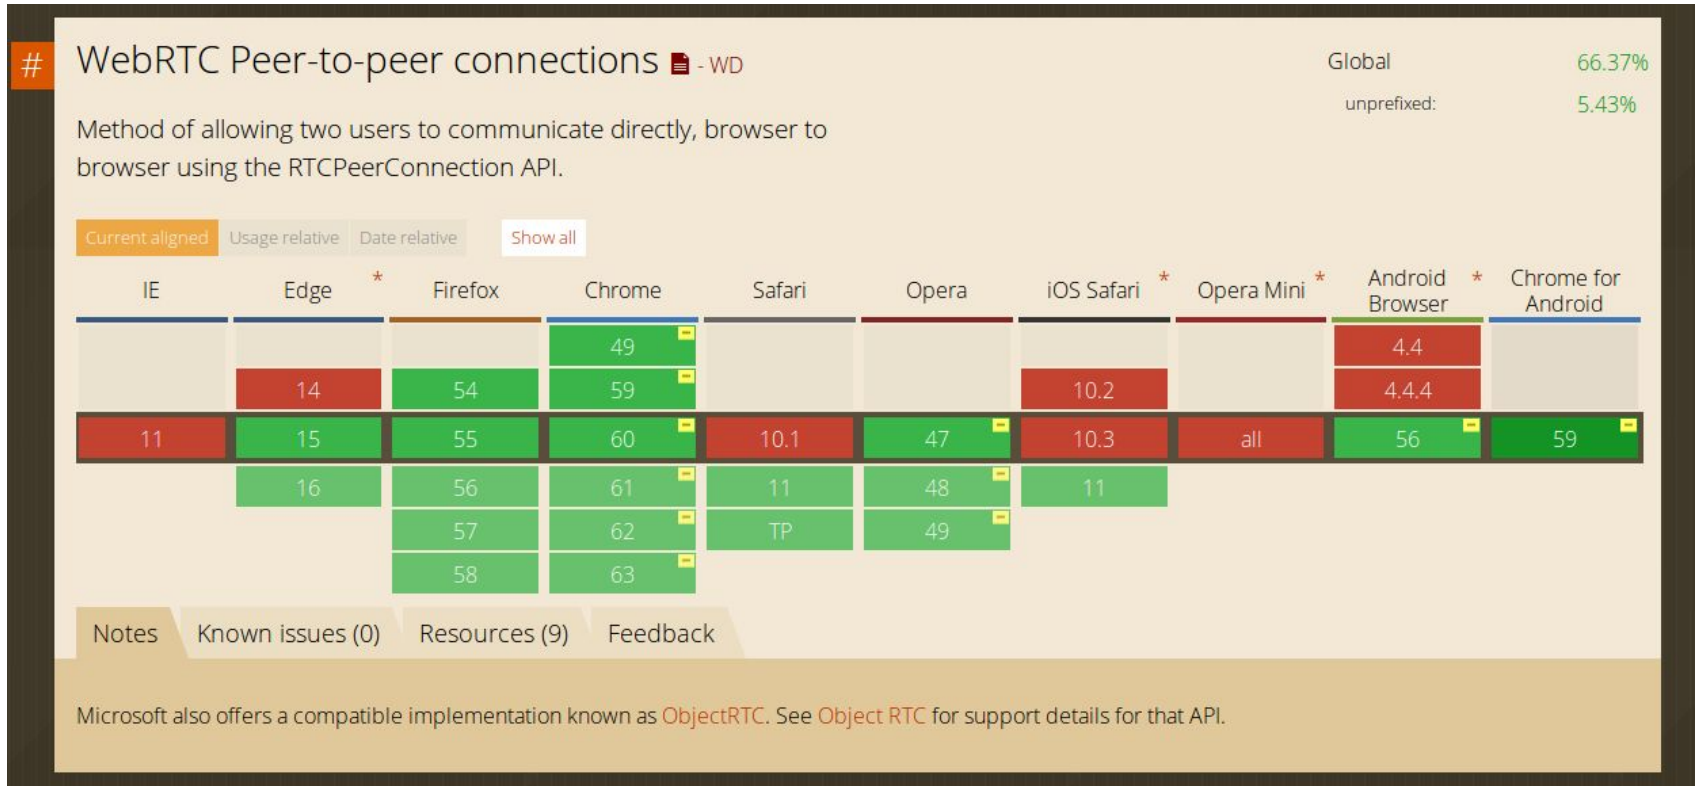 #
WebRTC Peer-to-peer connections - WD
Global 66.37%
unprefixed: 5.43%
Method of allowing two users to communicate directly, browser to
browser using the RTCPeerConnection API.
Current aligned Usage relative Date relative Show all
IE Edge * Firefox Chrome Safari Opera iOS Safari * Opera Mini * Android Browser * Chrome for Android
49 4.4
14 54 59 10.2 4.4.4
11 15 55 60 10.1 47 10.3 all 56 59
16 56 61 11 48 11
57 62 TP 49
58 63
Notes Known issues (0) Resources (9) Feedback
Microsoft also offers a compatible implementation known as ObjectRTC. See Object RTC for support details for that API.